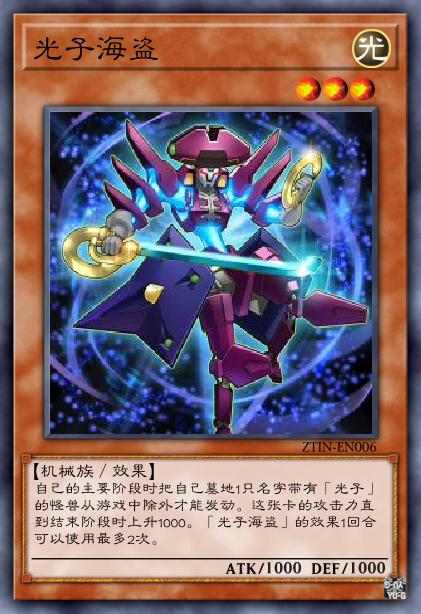 光子海盗
光
ZTIN-EN006
【机械族／效果】
自己的主要阶段时把自己墓地1只名字带有「光子」
的怪兽从游戏中除外才能发动。这张卡的攻击力直
到结束阶段时上升1000。「光子海盗」的效果1回合
可以使用最多2次。
ATK/1000 DEF/1000